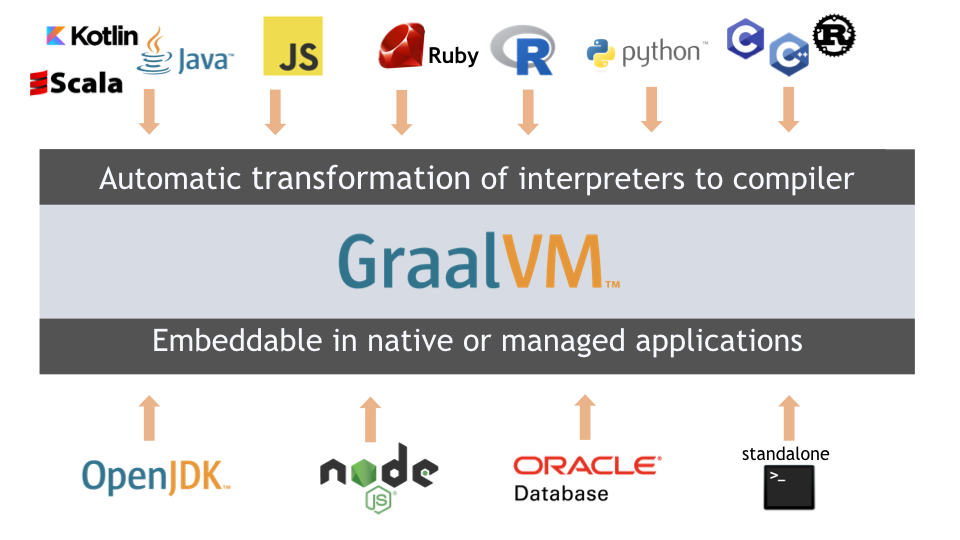 Kotlin
Java™
Scala
JS
Ruby
R
python™
C
C++
R
Automatic transformation of interpreters to compiler
GraalVM™
Embeddable in native or managed applications
OpenJDK™
node
JS®
ORACLE®
Database
standalone
>_